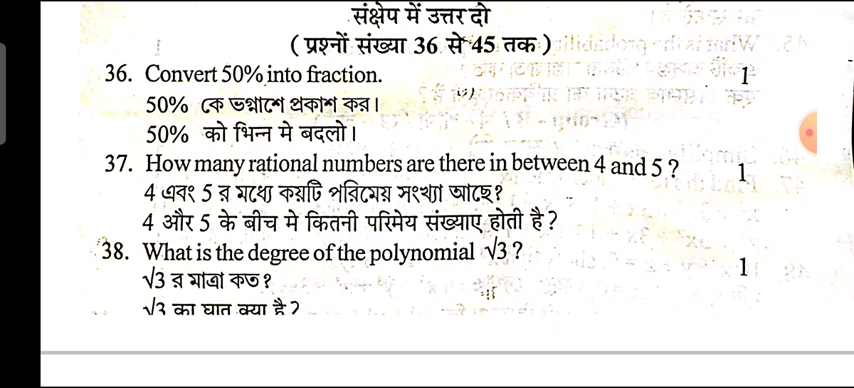 संक्षेप में उत्तर दो
( प्रश्नों संख्या 36 से 45 तक )
36. Convert 50% into fraction. 1
50% কে ভগ্নাংশে প্রকাশ কর।
50% को भिन्न मे बदलो।
37. How many rational numbers are there in between 4 and 5 ? 1
4 এবং 5 র মধ্যে কয়টি পরিমেয় সংখ্যা আছে?
4 और 5 के बीच मे कितनी परिमेय संख्याएं होती है ?
38. What is the degree of the polynomial √3 ? 1
√3 র মাত্রা কত ?
√3 का घात क्या है ?